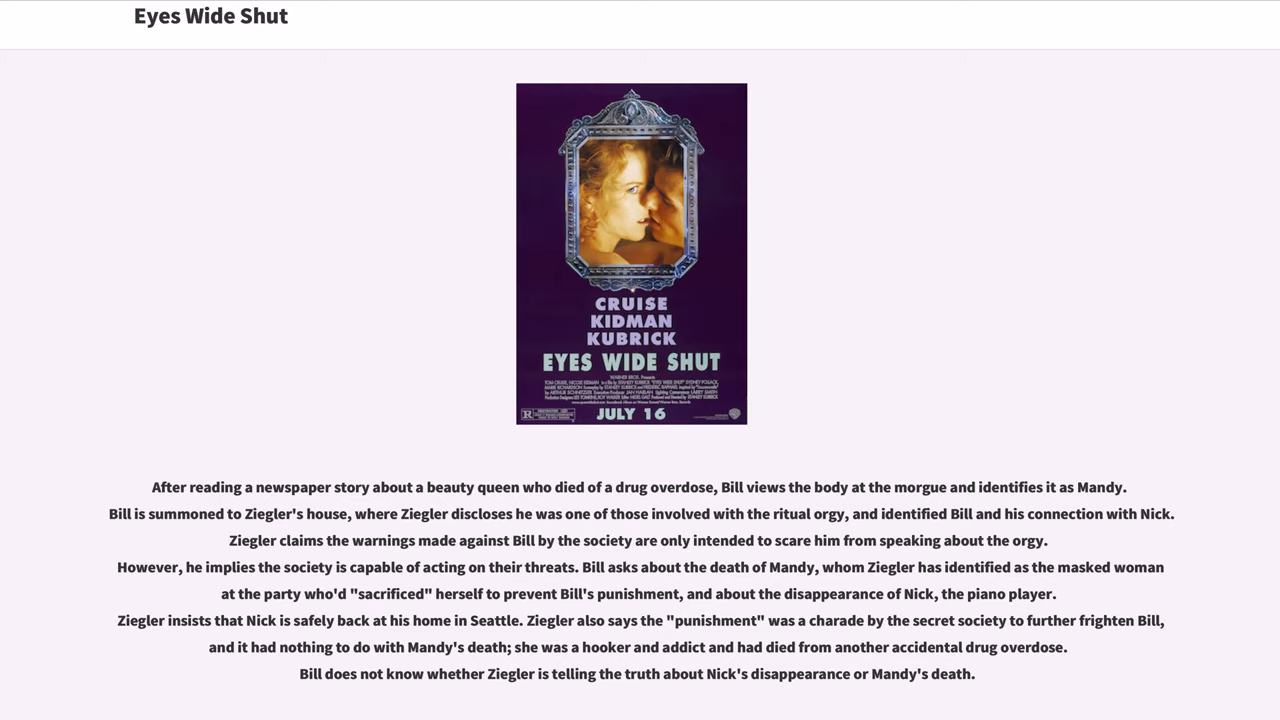 Eyes Wide Shut
CRUISE
KIDMAN
KUBRICK
EYES WIDE SHUT
WARNER BROS. Presents
JULY 16
After reading a newspaper story about a beauty queen who died of a drug overdose, Bill views the body at the morgue and identifies it as Mandy.
Bill is summoned to Ziegler's house, where Ziegler discloses he was one of those involved with the ritual orgy, and identified Bill and his connection with Nick.
Ziegler claims the warnings made against Bill by the society are only intended to scare him from speaking about the orgy.
However, he implies the society is capable of acting on their threats. Bill asks about the death of Mandy, whom Ziegler has identified as the masked woman
at the party who'd "sacrificed" herself to prevent Bill's punishment, and about the disappearance of Nick, the piano player.
Ziegler insists that Nick is safely back at his home in Seattle. Ziegler also says the "punishment" was a charade by the secret society to further frighten Bill,
and it had nothing to do with Mandy's death; she was a hooker and addict and had died from another accidental drug overdose.
Bill does not know whether Ziegler is telling the truth about Nick's disappearance or Mandy's death.